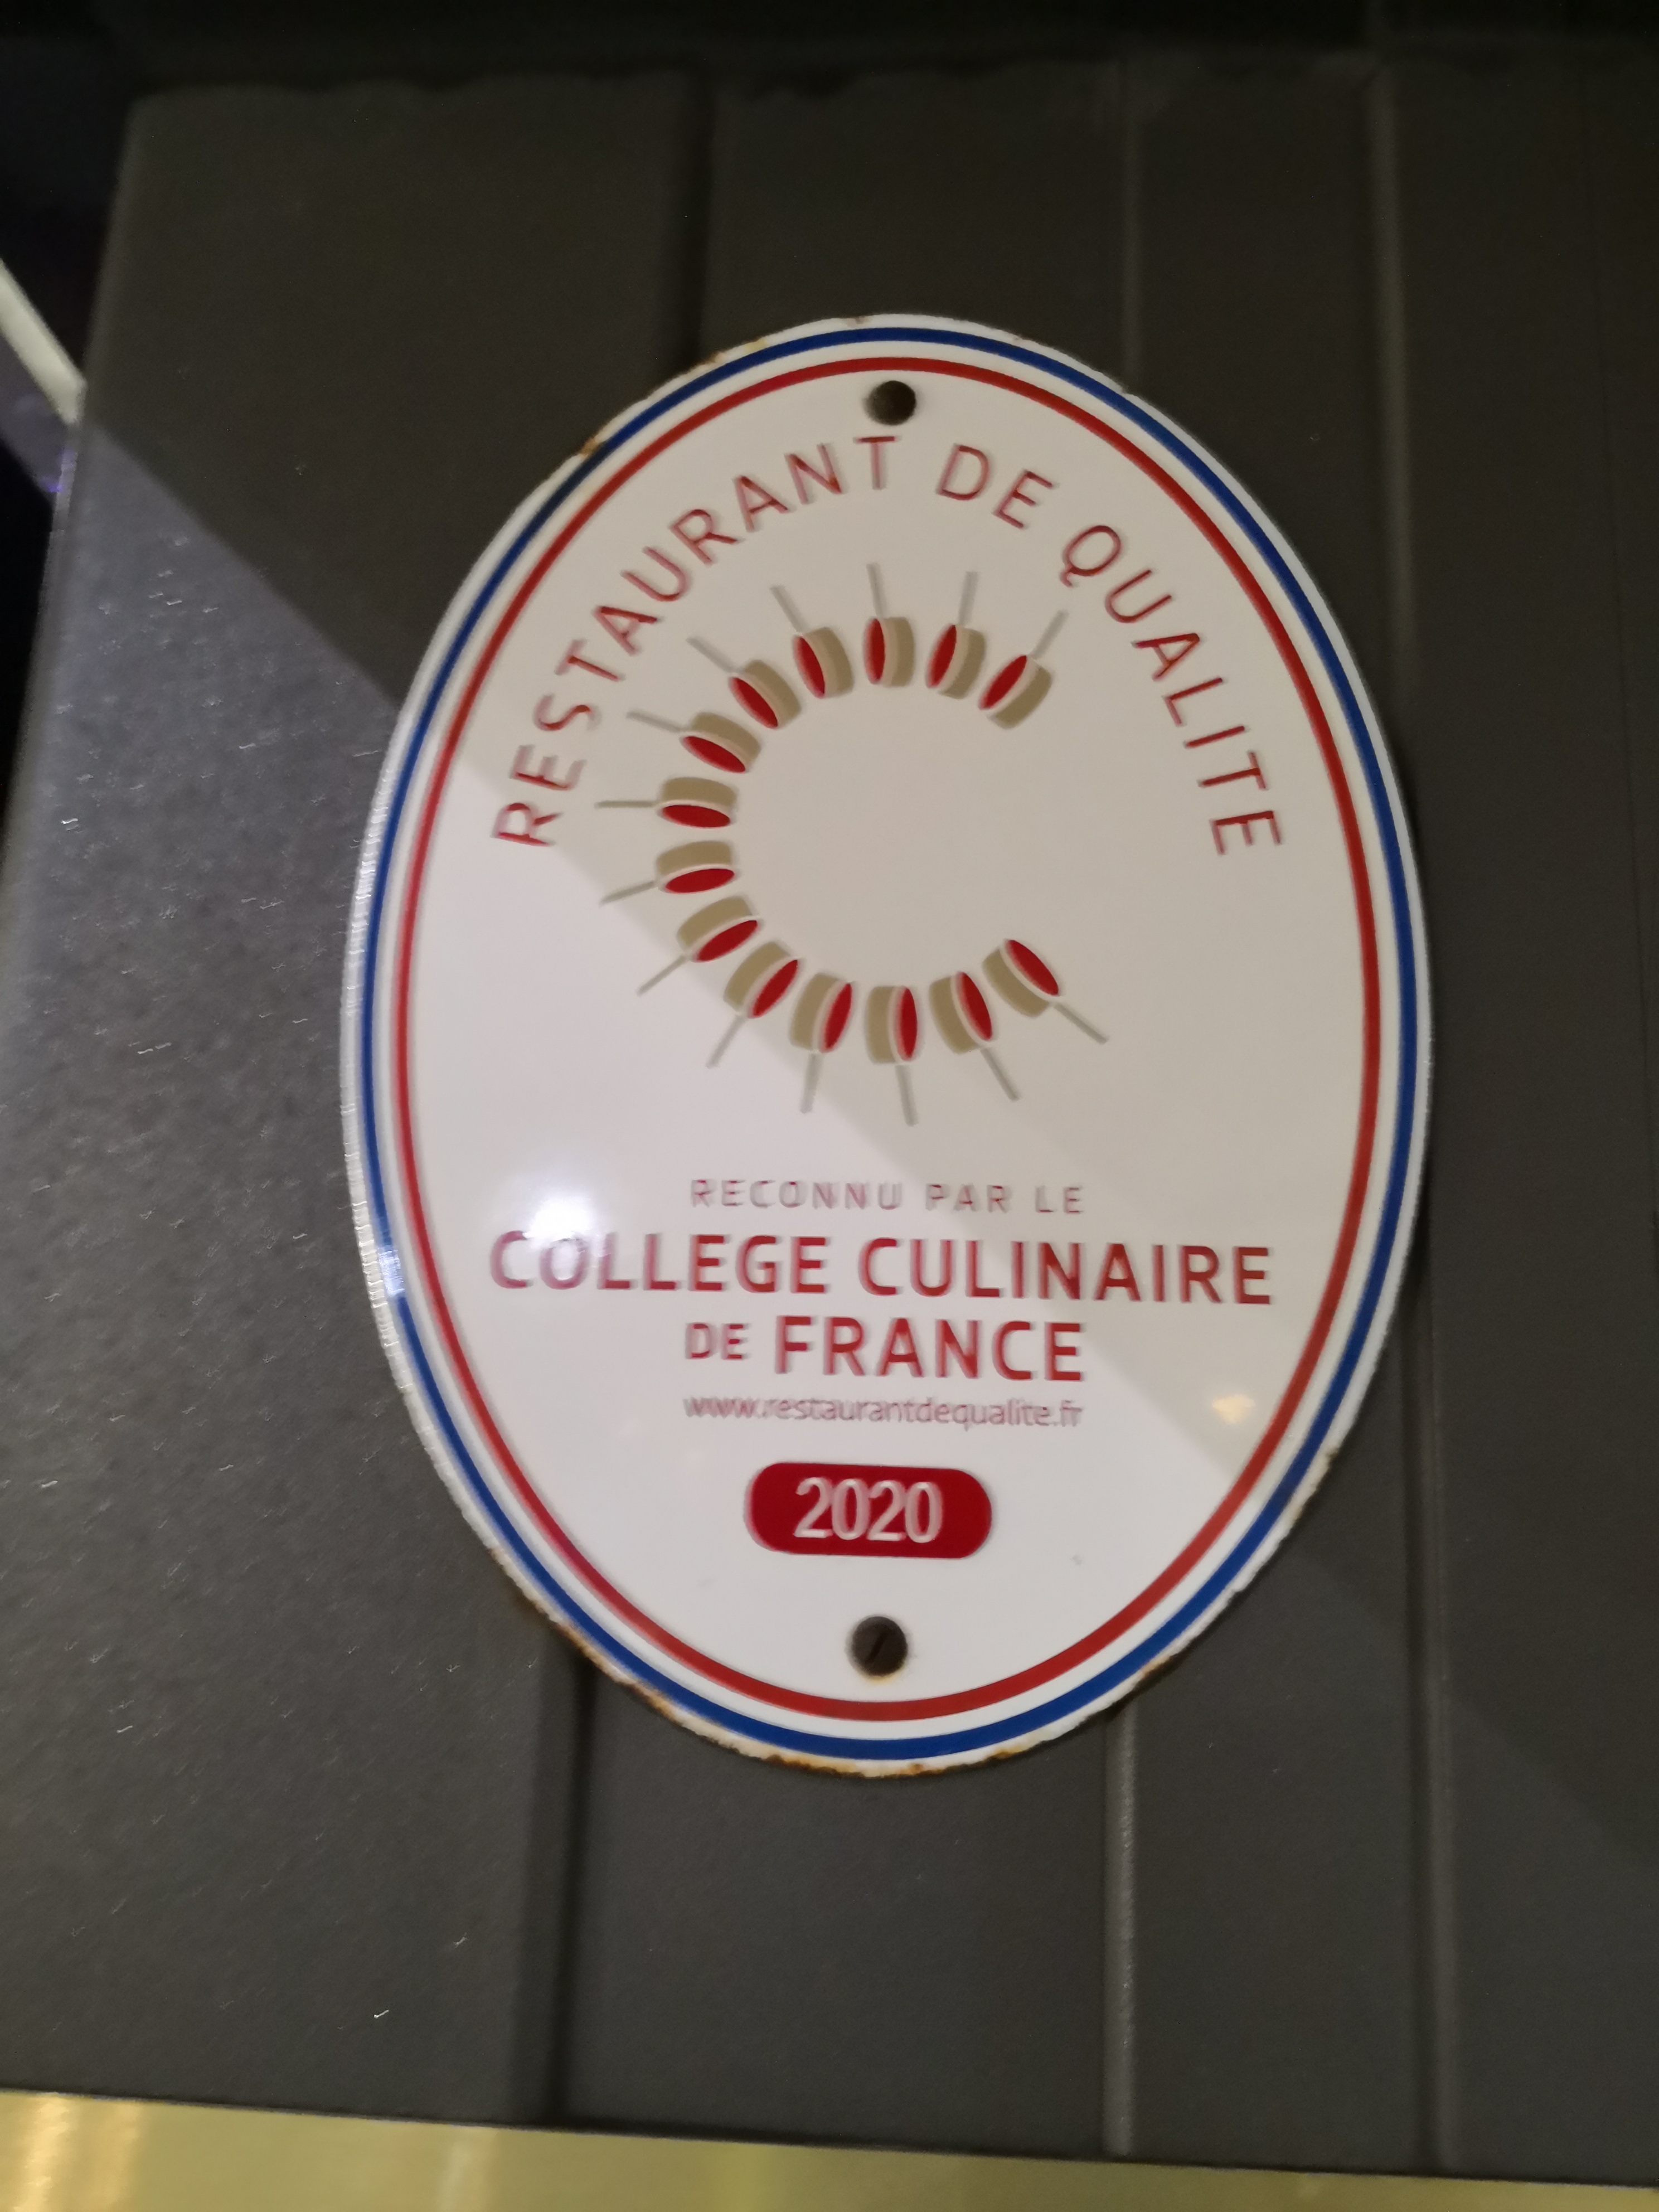 RESTAURANT DE QUALITE
RECONNU PAR LE
COLLEGE CULINAIRE
DE FRANCE
www.restaurantdequalite.fr
2020